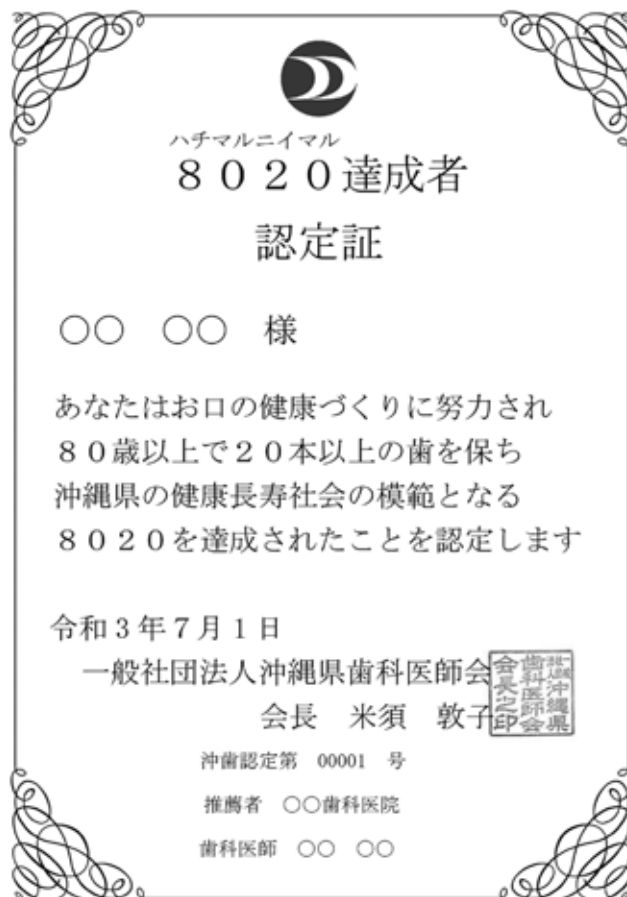 ハチマルニイマル
８０２０達成者
認定証
○○　○○　様
あなたはお口の健康づくりに努力され
８０歳以上で２０本以上の歯を保ち
沖縄県の健康長寿社会の模範となる
８０２０を達成されたことを認定します
令和３年７月１日
一般社団法人沖縄県歯科医師会
会長　米須　敦子
沖歯認定第　00001　号
推薦者　○○歯科医院
歯科医師　○○　○○